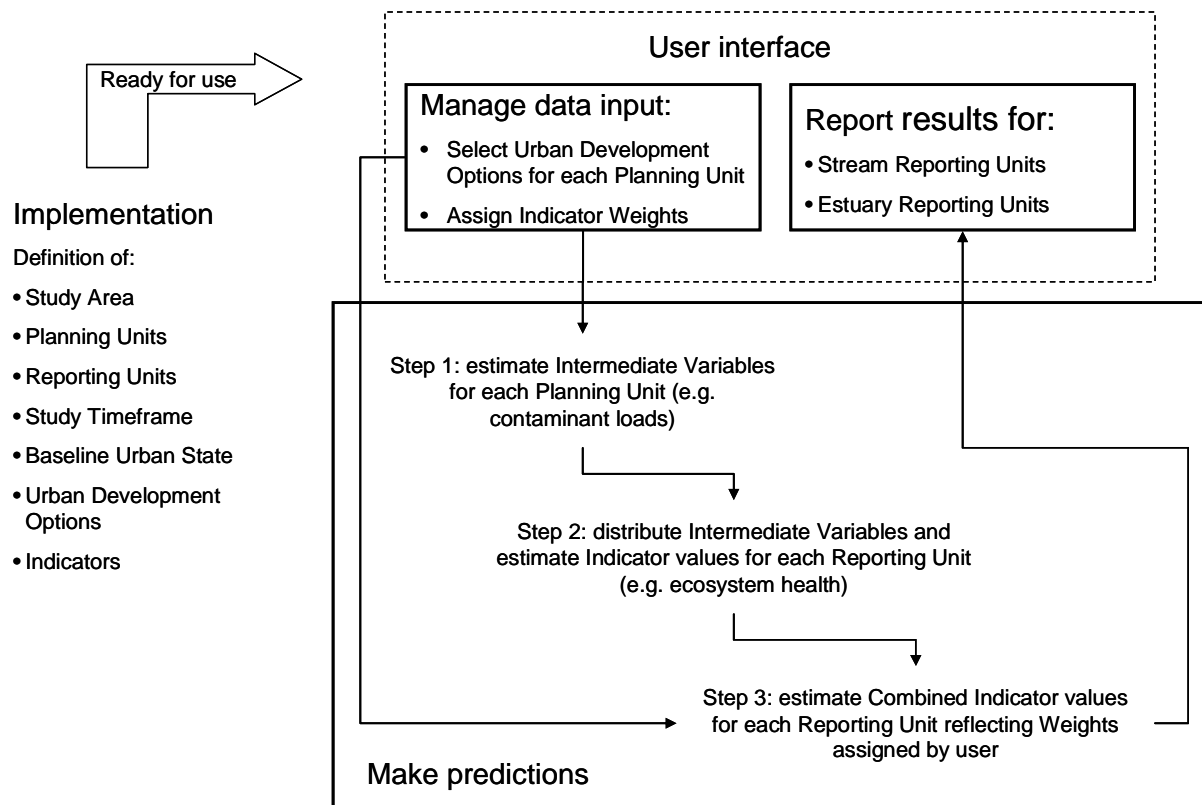 User interface
Ready for use
Manage data input:
• Select Urban Development
Options for each Planning Unit
• Assign Indicator Weights
Report results for:
• Stream Reporting Units
• Estuary Reporting Units
Implementation
Definition of:
• Study Area
• Planning Units
• Reporting Units
• Study Timeframe
• Baseline Urban State
• Urban Development
Options
• Indicators
Step 1: estimate Intermediate Variables
for each Planning Unit (e.g.
contaminant loads)
Step 2: distribute Intermediate Variables and
estimate Indicator values for each Reporting Unit
(e.g. ecosystem health)
Step 3: estimate Combined Indicator values
for each Reporting Unit reflecting Weights
assigned by user
Make predictions